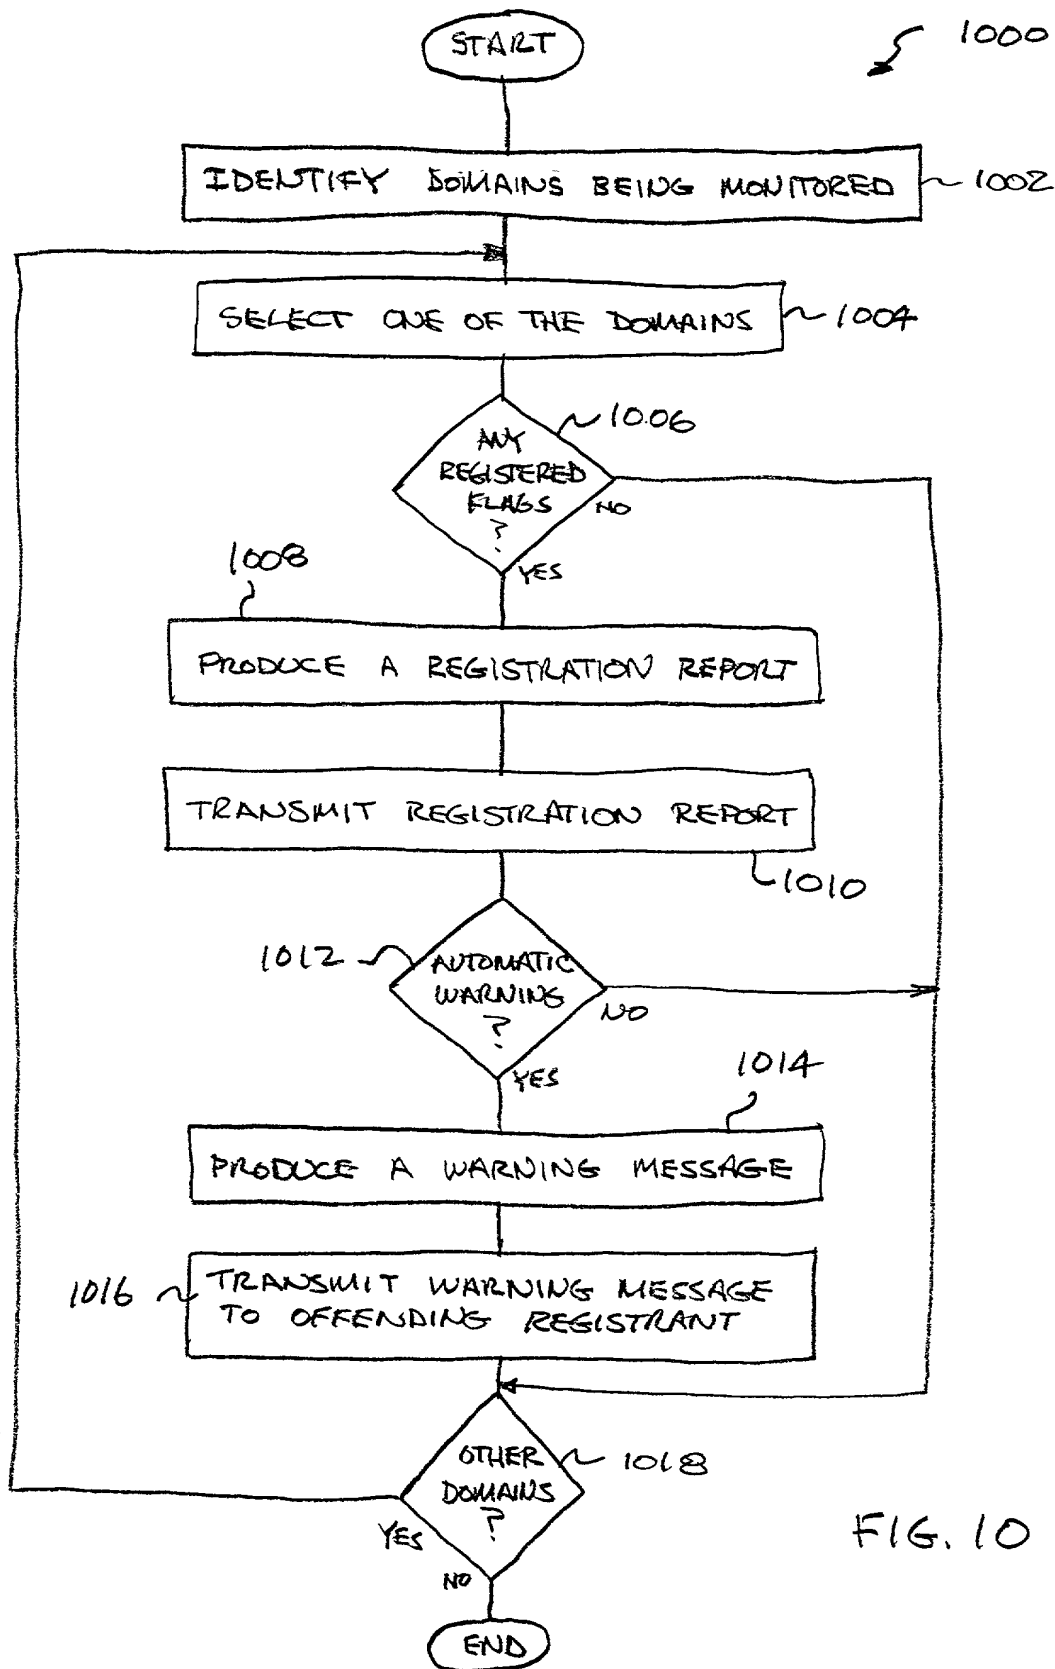 START
1000
IDENTIFY DOMAINS BEING MONITORED
1002
SELECT ONE OF THE DOMAINS
1004
1006
ANY
REGISTERED
FLAGS
?
NO
YES
1008
PRODUCE A REGISTRATION REPORT
TRANSMIT REGISTRATION REPORT
1010
1012
AUTOMATIC
WARNING
?
NO
YES
1014
PRODUCE A WARNING MESSAGE
1016
TRANSMIT WARNING MESSAGE
TO OFFENDING REGISTRANT
OTHER
DOMAINS
?
1018
YES
NO
FIG. 10
END